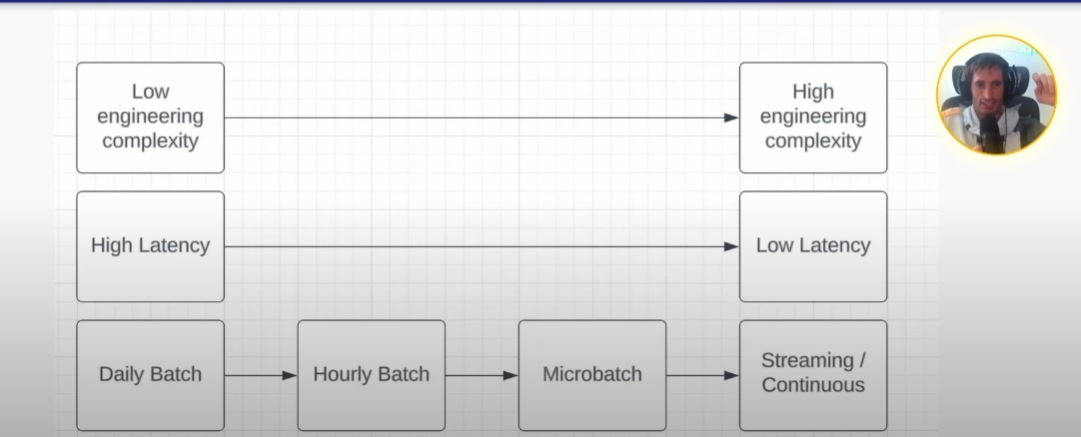 Low
engineering
complexity
High
engineering
complexity
High Latency
Low Latency
Daily Batch
Hourly Batch
Microbatch
Streaming /
Continuous